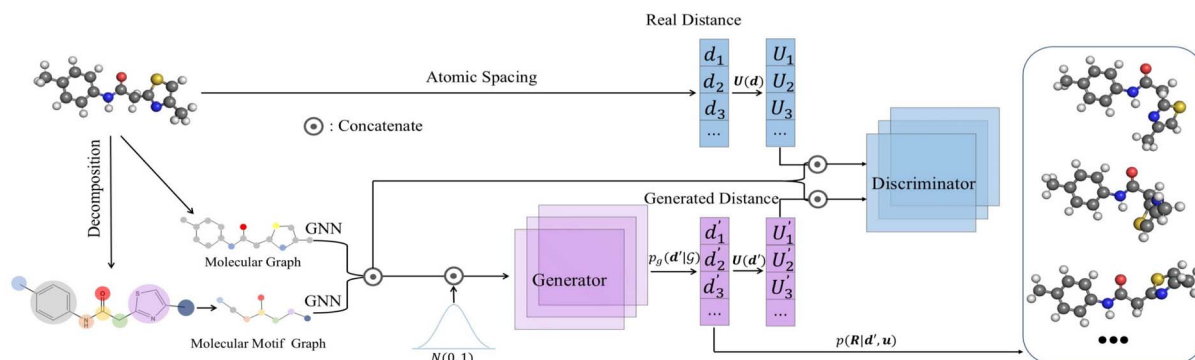 Real Distance
Atomic Spacing
d₁
d₂
d₃
...
U(d)
U₁
U₂
U₃
...
⊙ : Concatenate
Decomposition
Discriminator
Generated Distance
GNN
Molecular Graph
O
S
N
N
H
GNN
Molecular Motif Graph
N(0,1)
Generator
p_g(d'|G)
d'₁
d'₂
d'₃
...
U(d')
U'₁
U'₂
U'₃
...
p(R|d',u)